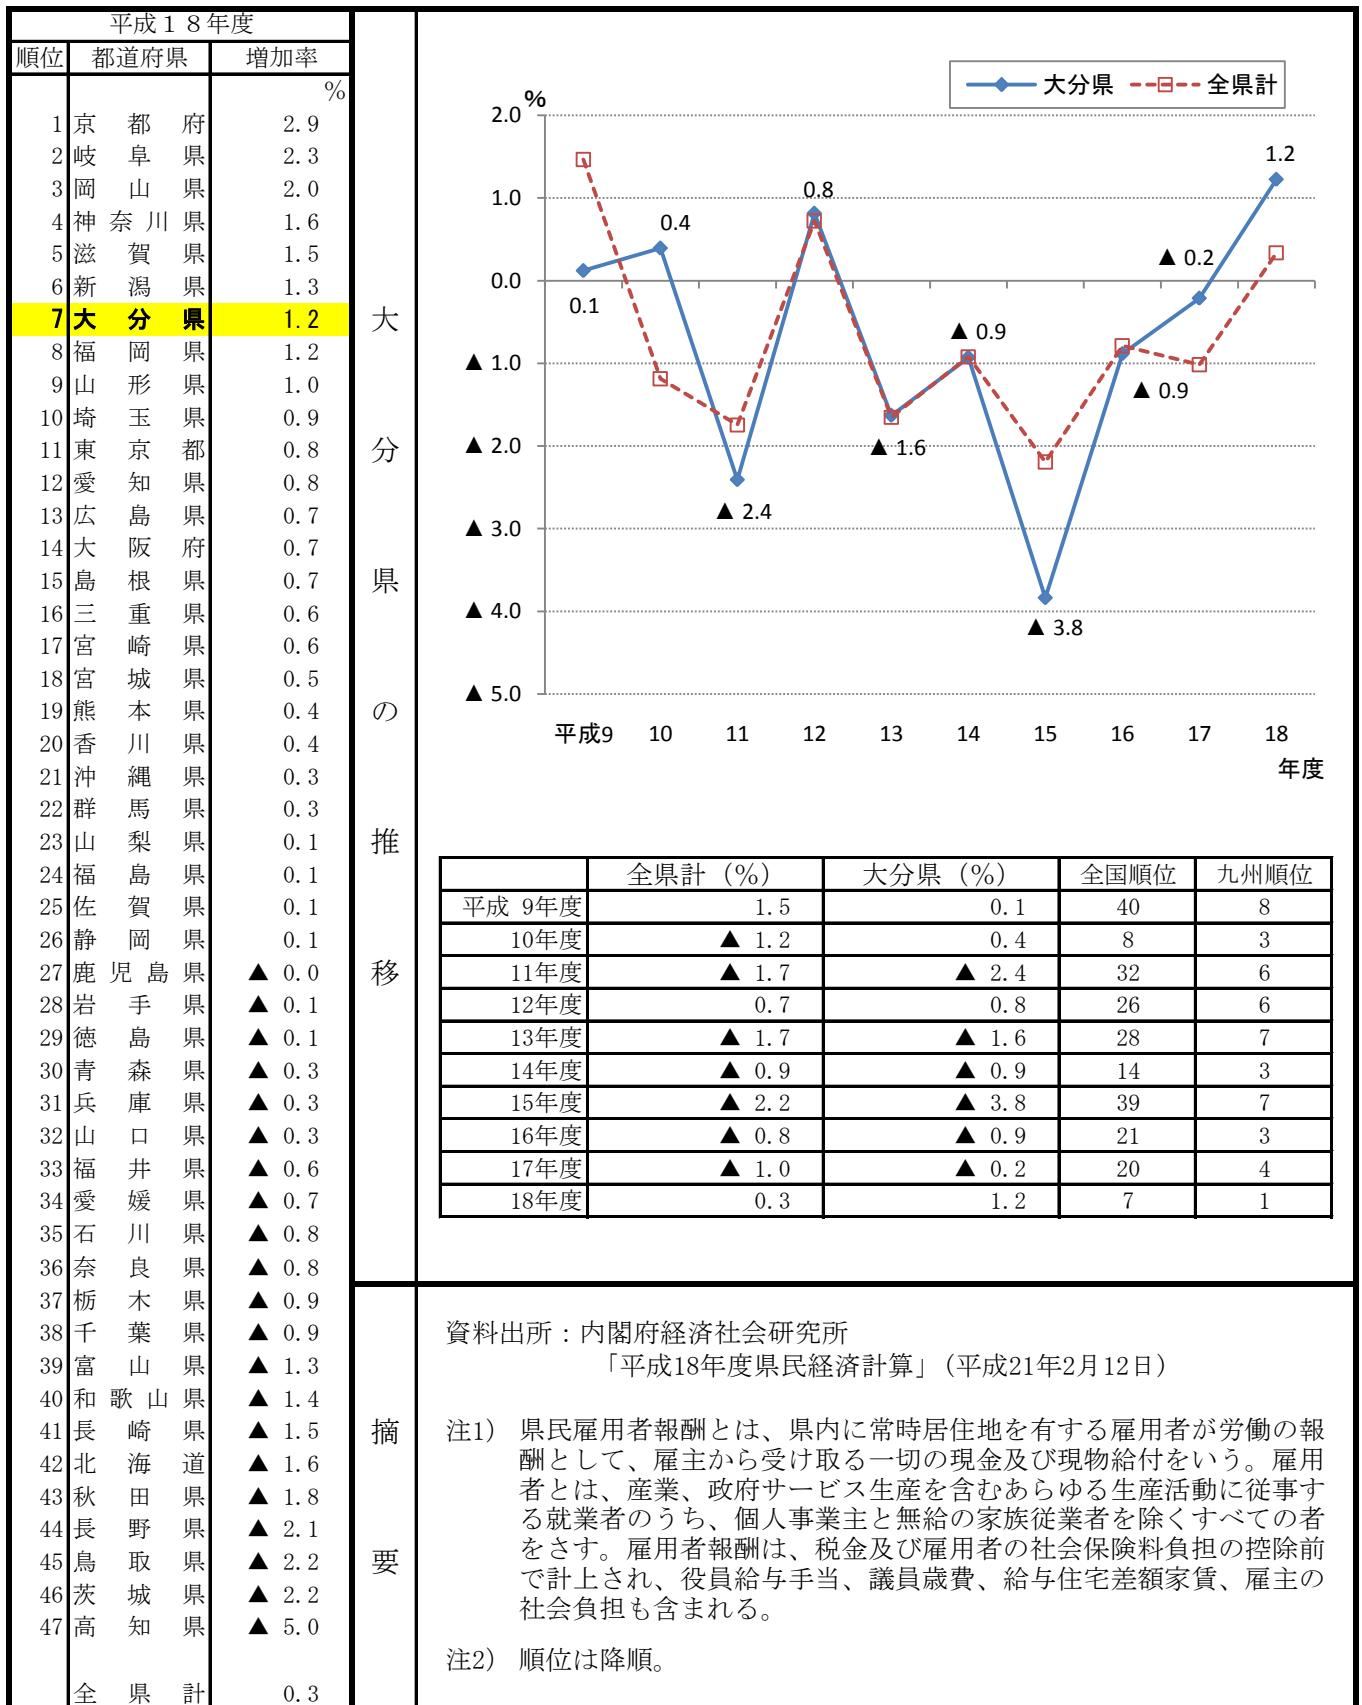 平成１８年度
順位 都道府県 増加率
%
1 京都府 2.9
2 岐阜県 2.3
3 岡山県 2.0
4 神奈川県 1.6
5 滋賀県 1.5
6 新潟県 1.3
7 大分県 1.2
8 福岡県 1.2
9 山形県 1.0
10 埼玉県 0.9
11 東京都 0.8
12 愛知県 0.8
13 広島県 0.7
14 大阪府 0.7
15 島根県 0.7
16 三重県 0.6
17 宮崎県 0.6
18 宮城県 0.5
19 熊本県 0.4
20 香川県 0.4
21 沖縄県 0.3
22 群馬県 0.3
23 山梨県 0.1
24 福島県 0.1
25 佐賀県 0.1
26 静岡県 0.1
27 鹿児島県 ▲ 0.0
28 岩手県 ▲ 0.1
29 徳島県 ▲ 0.1
30 青森県 ▲ 0.3
31 兵庫県 ▲ 0.3
32 山口県 ▲ 0.3
33 福井県 ▲ 0.6
34 愛媛県 ▲ 0.7
35 石川県 ▲ 0.8
36 奈良県 ▲ 0.8
37 栃木県 ▲ 0.9
38 千葉県 ▲ 0.9
39 富山県 ▲ 1.3
40 和歌山県 ▲ 1.4
41 長崎県 ▲ 1.5
42 北海道 ▲ 1.6
43 秋田県 ▲ 1.8
44 長野県 ▲ 2.1
45 鳥取県 ▲ 2.2
46 茨城県 ▲ 2.2
47 高知県 ▲ 5.0
全県計 0.3
大分県の推移
大分県 全県計
%
2.0
1.0
0.0
▲ 1.0
▲ 2.0
▲ 3.0
▲ 4.0
▲ 5.0
0.1
0.4
▲ 2.4
0.8
▲ 1.6
▲ 0.9
▲ 3.8
▲ 0.9
▲ 0.2
1.2
平成9 10 11 12 13 14 15 16 17 18
年度
全県計（%） 大分県（%） 全国順位 九州順位
平成 9年度 1.5 0.1 40 8
10年度 ▲ 1.2 0.4 8 3
11年度 ▲ 1.7 ▲ 2.4 32 6
12年度 0.7 0.8 26 6
13年度 ▲ 1.7 ▲ 1.6 28 7
14年度 ▲ 0.9 ▲ 0.9 14 3
15年度 ▲ 2.2 ▲ 3.8 39 7
16年度 ▲ 0.8 ▲ 0.9 21 3
17年度 ▲ 1.0 ▲ 0.2 20 4
18年度 0.3 1.2 7 1
摘要
資料出所：内閣府経済社会研究所
「平成18年度県民経済計算」（平成21年2月12日）
注1） 県民雇用者報酬とは、県内に常時居住地を有する雇用者が労働の報
酬として、雇主から受け取る一切の現金及び現物給付をいう。雇用
者とは、産業、政府サービス生産を含むあらゆる生産活動に従事す
る就業者のうち、個人事業主と無給の家族従業者を除くすべての者
をさす。雇用者報酬は、税金及び雇用者の社会保険料負担の控除前
で計上され、役員給与手当、議員歳費、給与住宅差額家賃、雇主の
社会負担も含まれる。
注2） 順位は降順。